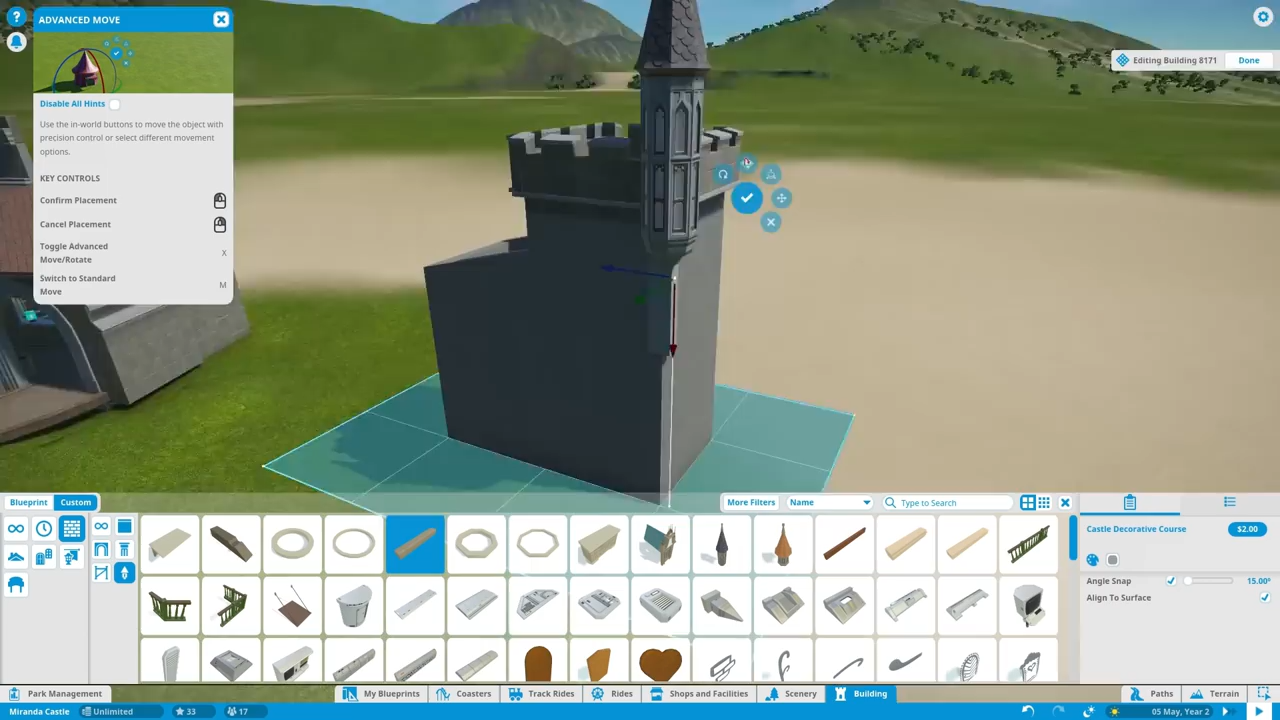 ADVANCED MOVE
Disable All Hints
Use the in-world buttons to move the object with
precision control or select different movement
options.
KEY CONTROLS
Confirm Placement
Cancel Placement
Toggle Advanced
Move/Rotate
X
Switch to Standard
Move
M
Editing Building 8171
Done
Blueprint
Custom
More Filters
Name
Type to Search
Castle Decorative Course
$2.00
Angle Snap
15.00°
Align To Surface
Park Management
My Blueprints
Coasters
Track Rides
Rides
Shops and Facilities
Scenery
Building
Paths
Terrain
Miranda Castle
Unlimited
33
17
05 May, Year 2